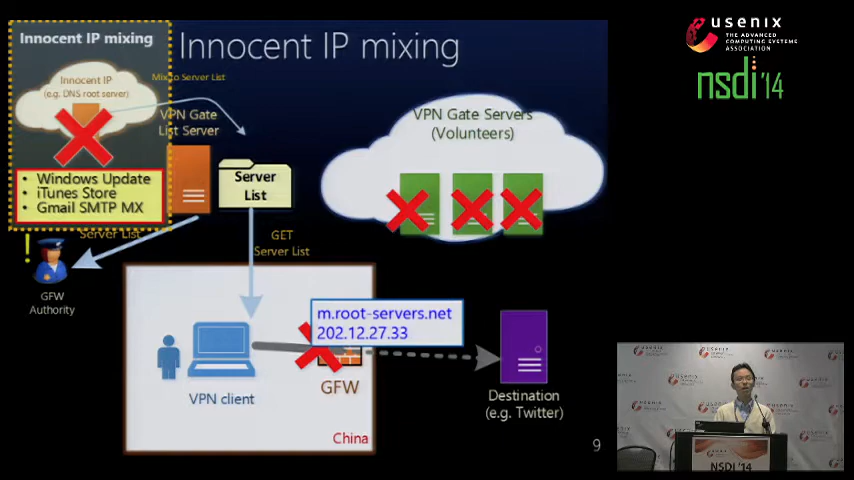 Innocent IP mixing
Innocent IP mixing
Innocent IP
(e.g. DNS root server)
Mix to Server List
VPN Gate
List Server
Windows Update
iTunes Store
Gmail SMTP MX
Server
List
VPN Gate Servers
(Volunteers)
Server List
GET
Server List
!
GFW
Authority
m.root-servers.net
202.12.27.33
VPN client
GFW
China
Destination
(e.g. Twitter)
9
usenix
THE ADVANCED
COMPUTING SYSTEMS
ASSOCIATION
nsdi'14
usenix
NSDI '14